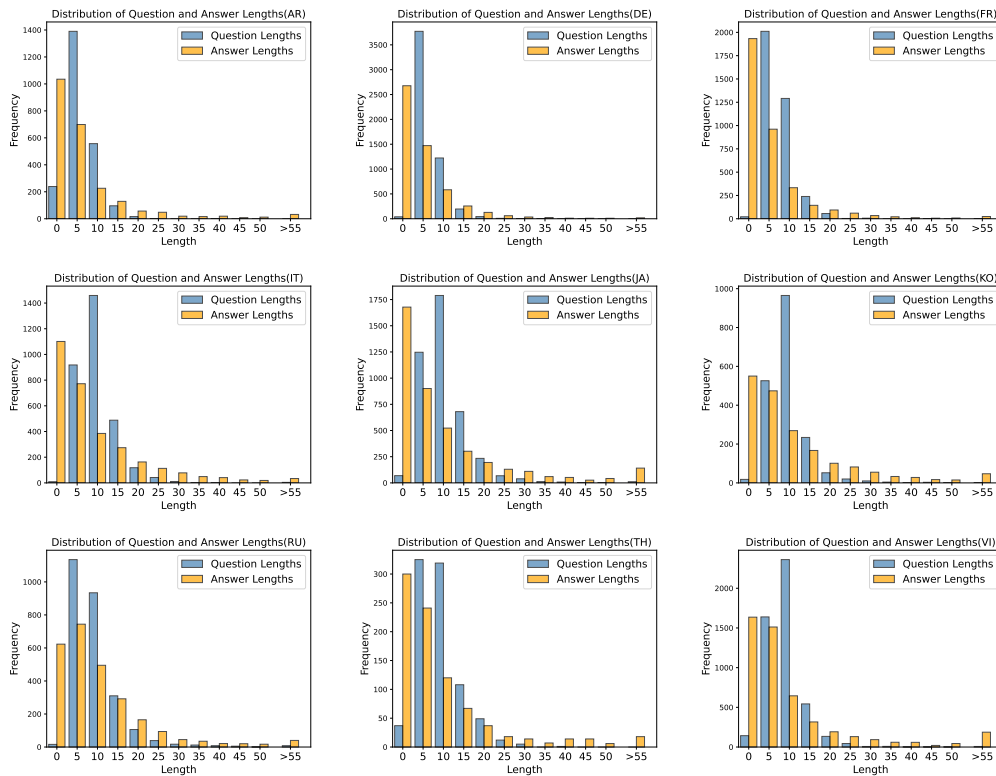 Distribution of Question and Answer Lengths(AR)
1400
1200
1000
800
600
400
200
0
Frequency
Question Lengths
Answer Lengths
0 5 10 15 20 25 30 35 40 45 50 >55
Length
Distribution of Question and Answer Lengths(DE)
3500
3000
2500
2000
1500
1000
500
0
Frequency
Question Lengths
Answer Lengths
0 5 10 15 20 25 30 35 40 45 50 >55
Length
Distribution of Question and Answer Lengths(FR)
2000
1750
1500
1250
1000
750
500
250
0
Frequency
Question Lengths
Answer Lengths
0 5 10 15 20 25 30 35 40 45 50 >55
Length
Distribution of Question and Answer Lengths(IT)
1400
1200
1000
800
600
400
200
0
Frequency
Question Lengths
Answer Lengths
0 5 10 15 20 25 30 35 40 45 50 >55
Length
Distribution of Question and Answer Lengths(JA)
1750
1500
1250
1000
750
500
250
0
Frequency
Question Lengths
Answer Lengths
0 5 10 15 20 25 30 35 40 45 50 >55
Length
Distribution of Question and Answer Lengths(KO)
1000
800
600
400
200
0
Frequency
Question Lengths
Answer Lengths
0 5 10 15 20 25 30 35 40 45 50 >55
Length
Distribution of Question and Answer Lengths(RU)
1000
800
600
400
200
0
Frequency
Question Lengths
Answer Lengths
0 5 10 15 20 25 30 35 40 45 50 >55
Length
Distribution of Question and Answer Lengths(TH)
300
250
200
150
100
50
0
Frequency
Question Lengths
Answer Lengths
0 5 10 15 20 25 30 35 40 45 50 >55
Length
Distribution of Question and Answer Lengths(VI)
2000
1500
1000
500
0
Frequency
Question Lengths
Answer Lengths
0 5 10 15 20 25 30 35 40 45 50 >55
Length